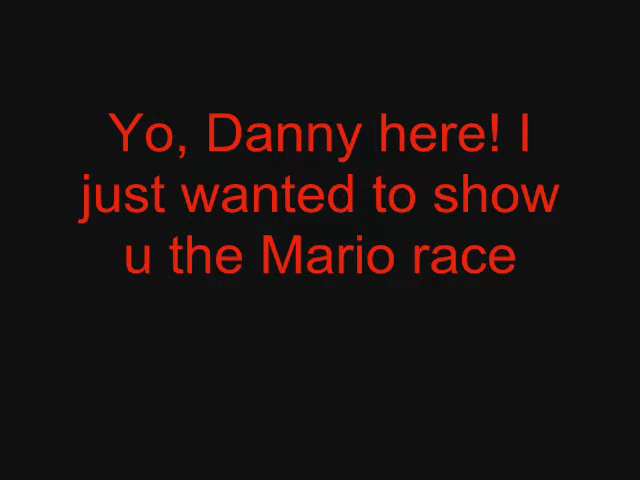 Yo, Danny here! I
just wanted to show
u the Mario race